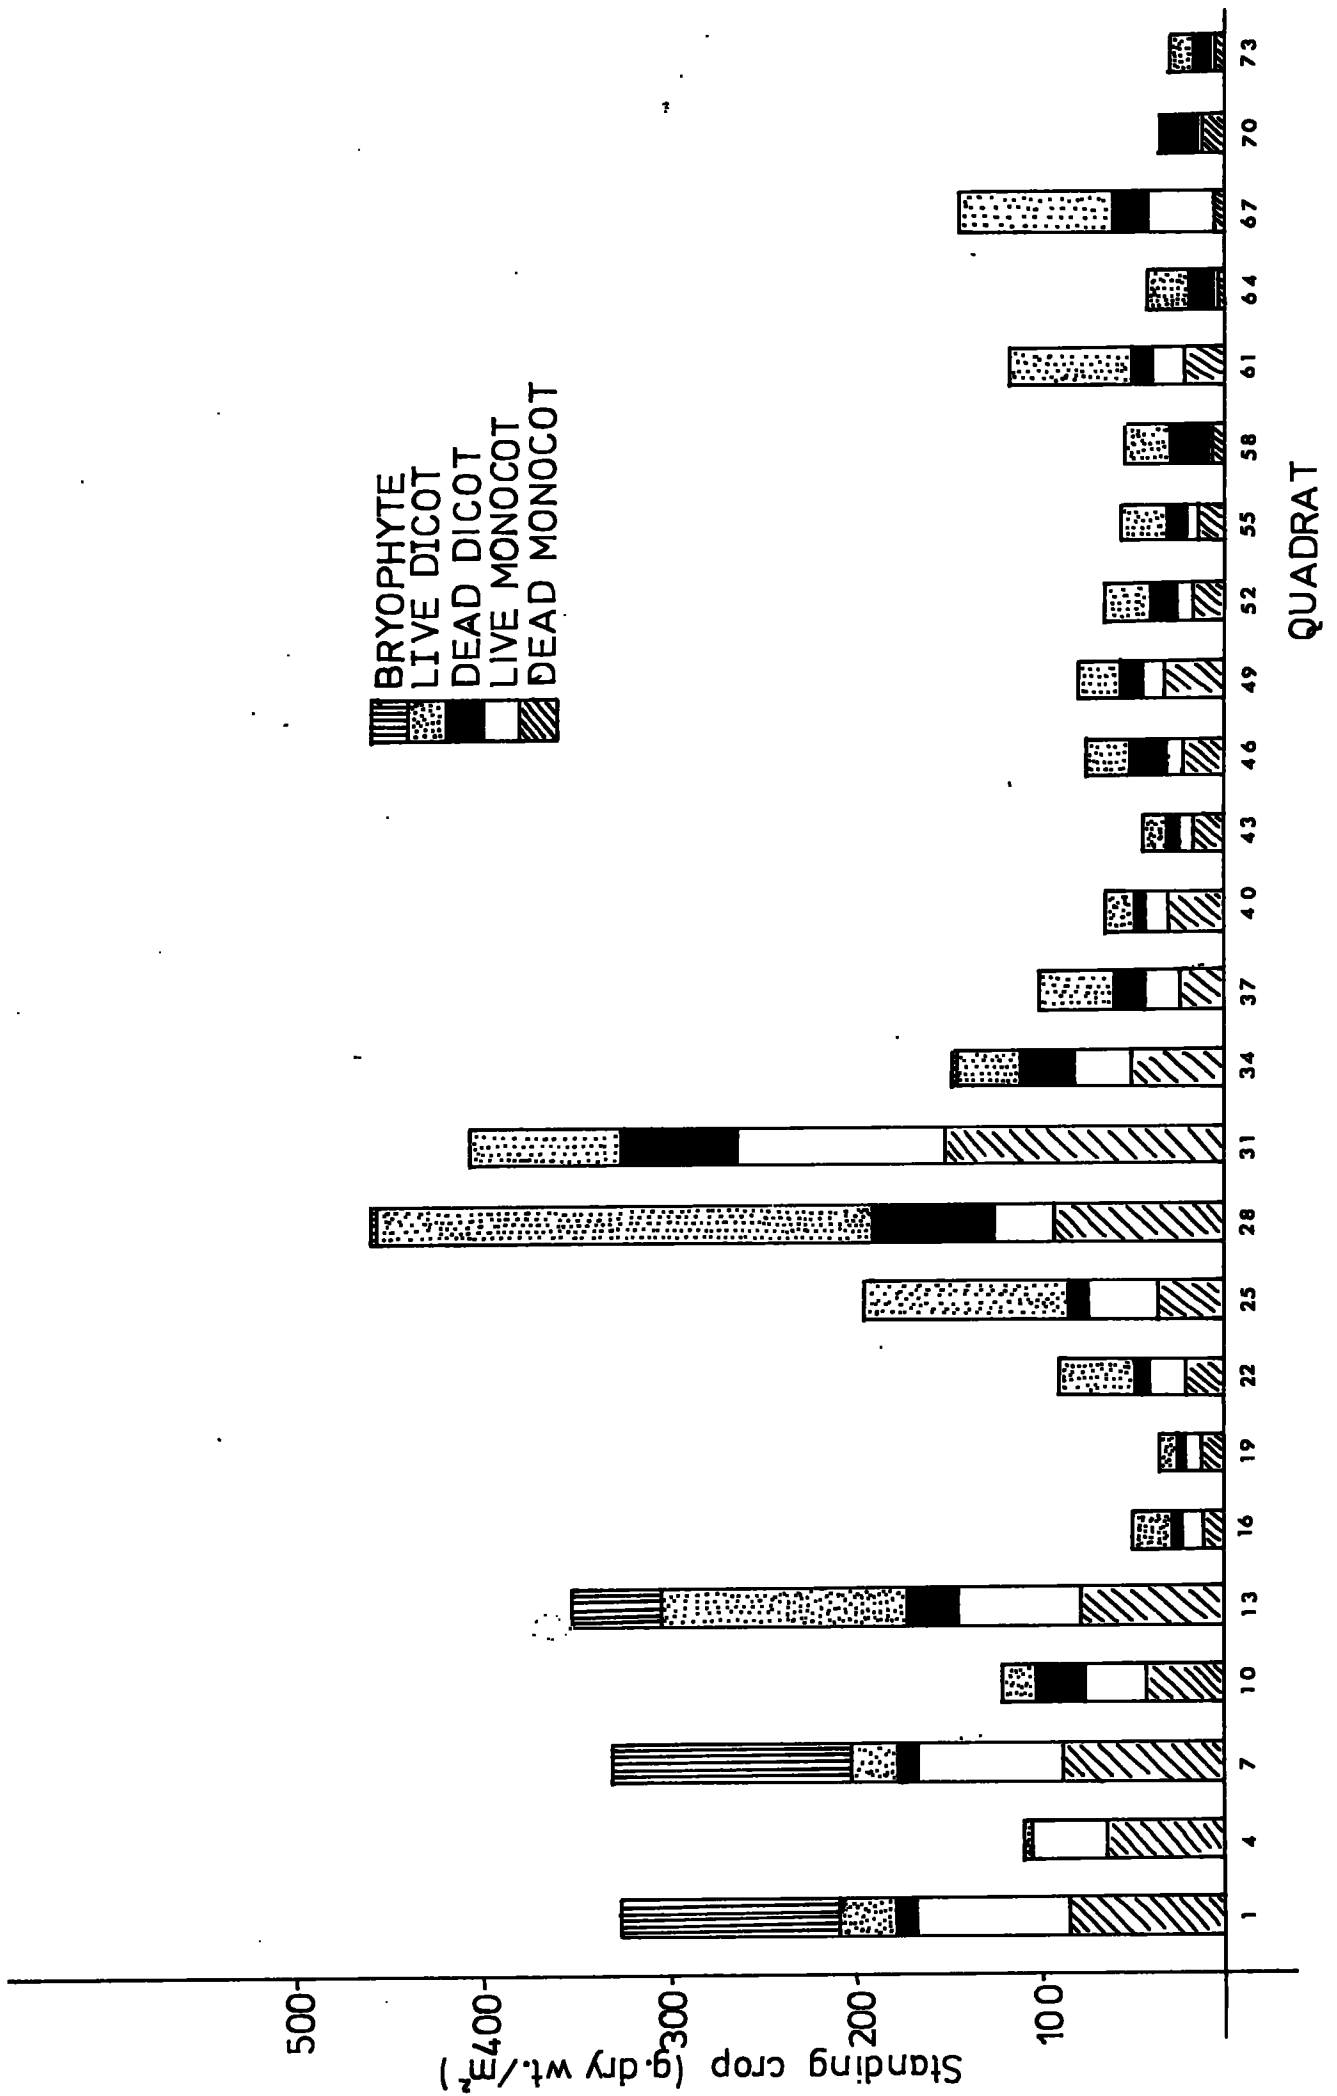 BRYOPHYTE
LIVE DICOT
DEAD DICOT
LIVE MONOCOT
DEAD MONOCOT
Standing crop (g.dry wt./m²)
500
400
300
200
100
1 4 7 10 13 16 19 22 25 28 31 34 37 40 43 46 49 52 55 58 61 64 67 70 73
QUADRAT